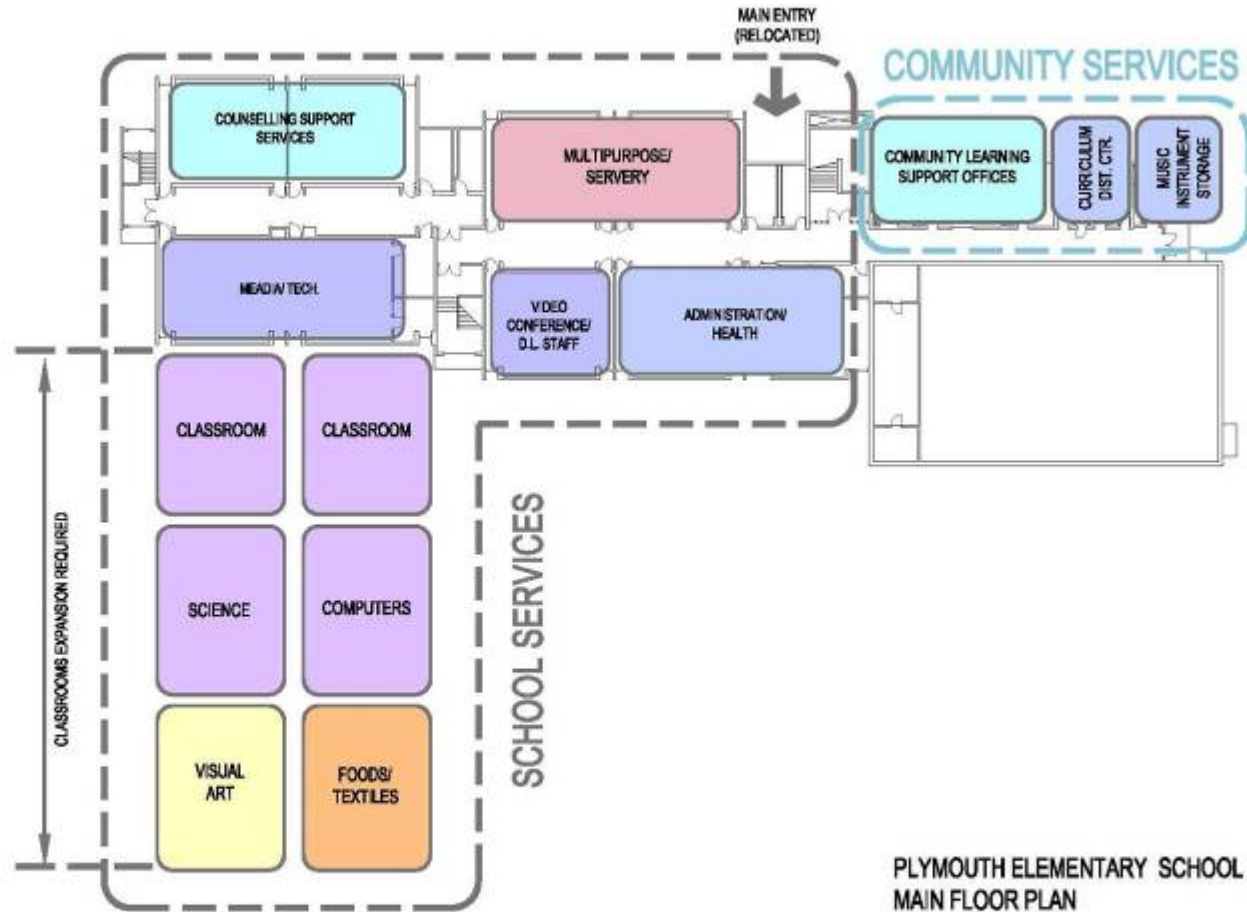 MAIN ENTRY
(RELOCATED)
COMMUNITY SERVICES
COUNSELLING SUPPORT
SERVICES
MULTIPURPOSE/
SERVERY
COMMUNITY LEARNING
SUPPORT OFFICES
CURRICULUM
DIST. CTR.
MUSIC
INSTRUMENT
STORAGE
MEADIA/TECH.
VIDEO
CONFERENCE/
D.L. STAFF
ADMINISTRATION/
HEALTH
CLASSROOM
CLASSROOM
CLASSROOMS EXPANSION REQUIRED
SCHOOL SERVICES
SCIENCE
COMPUTERS
VISUAL
ART
FOODS/
TEXTILES
PLYMOUTH ELEMENTARY SCHOOL
MAIN FLOOR PLAN